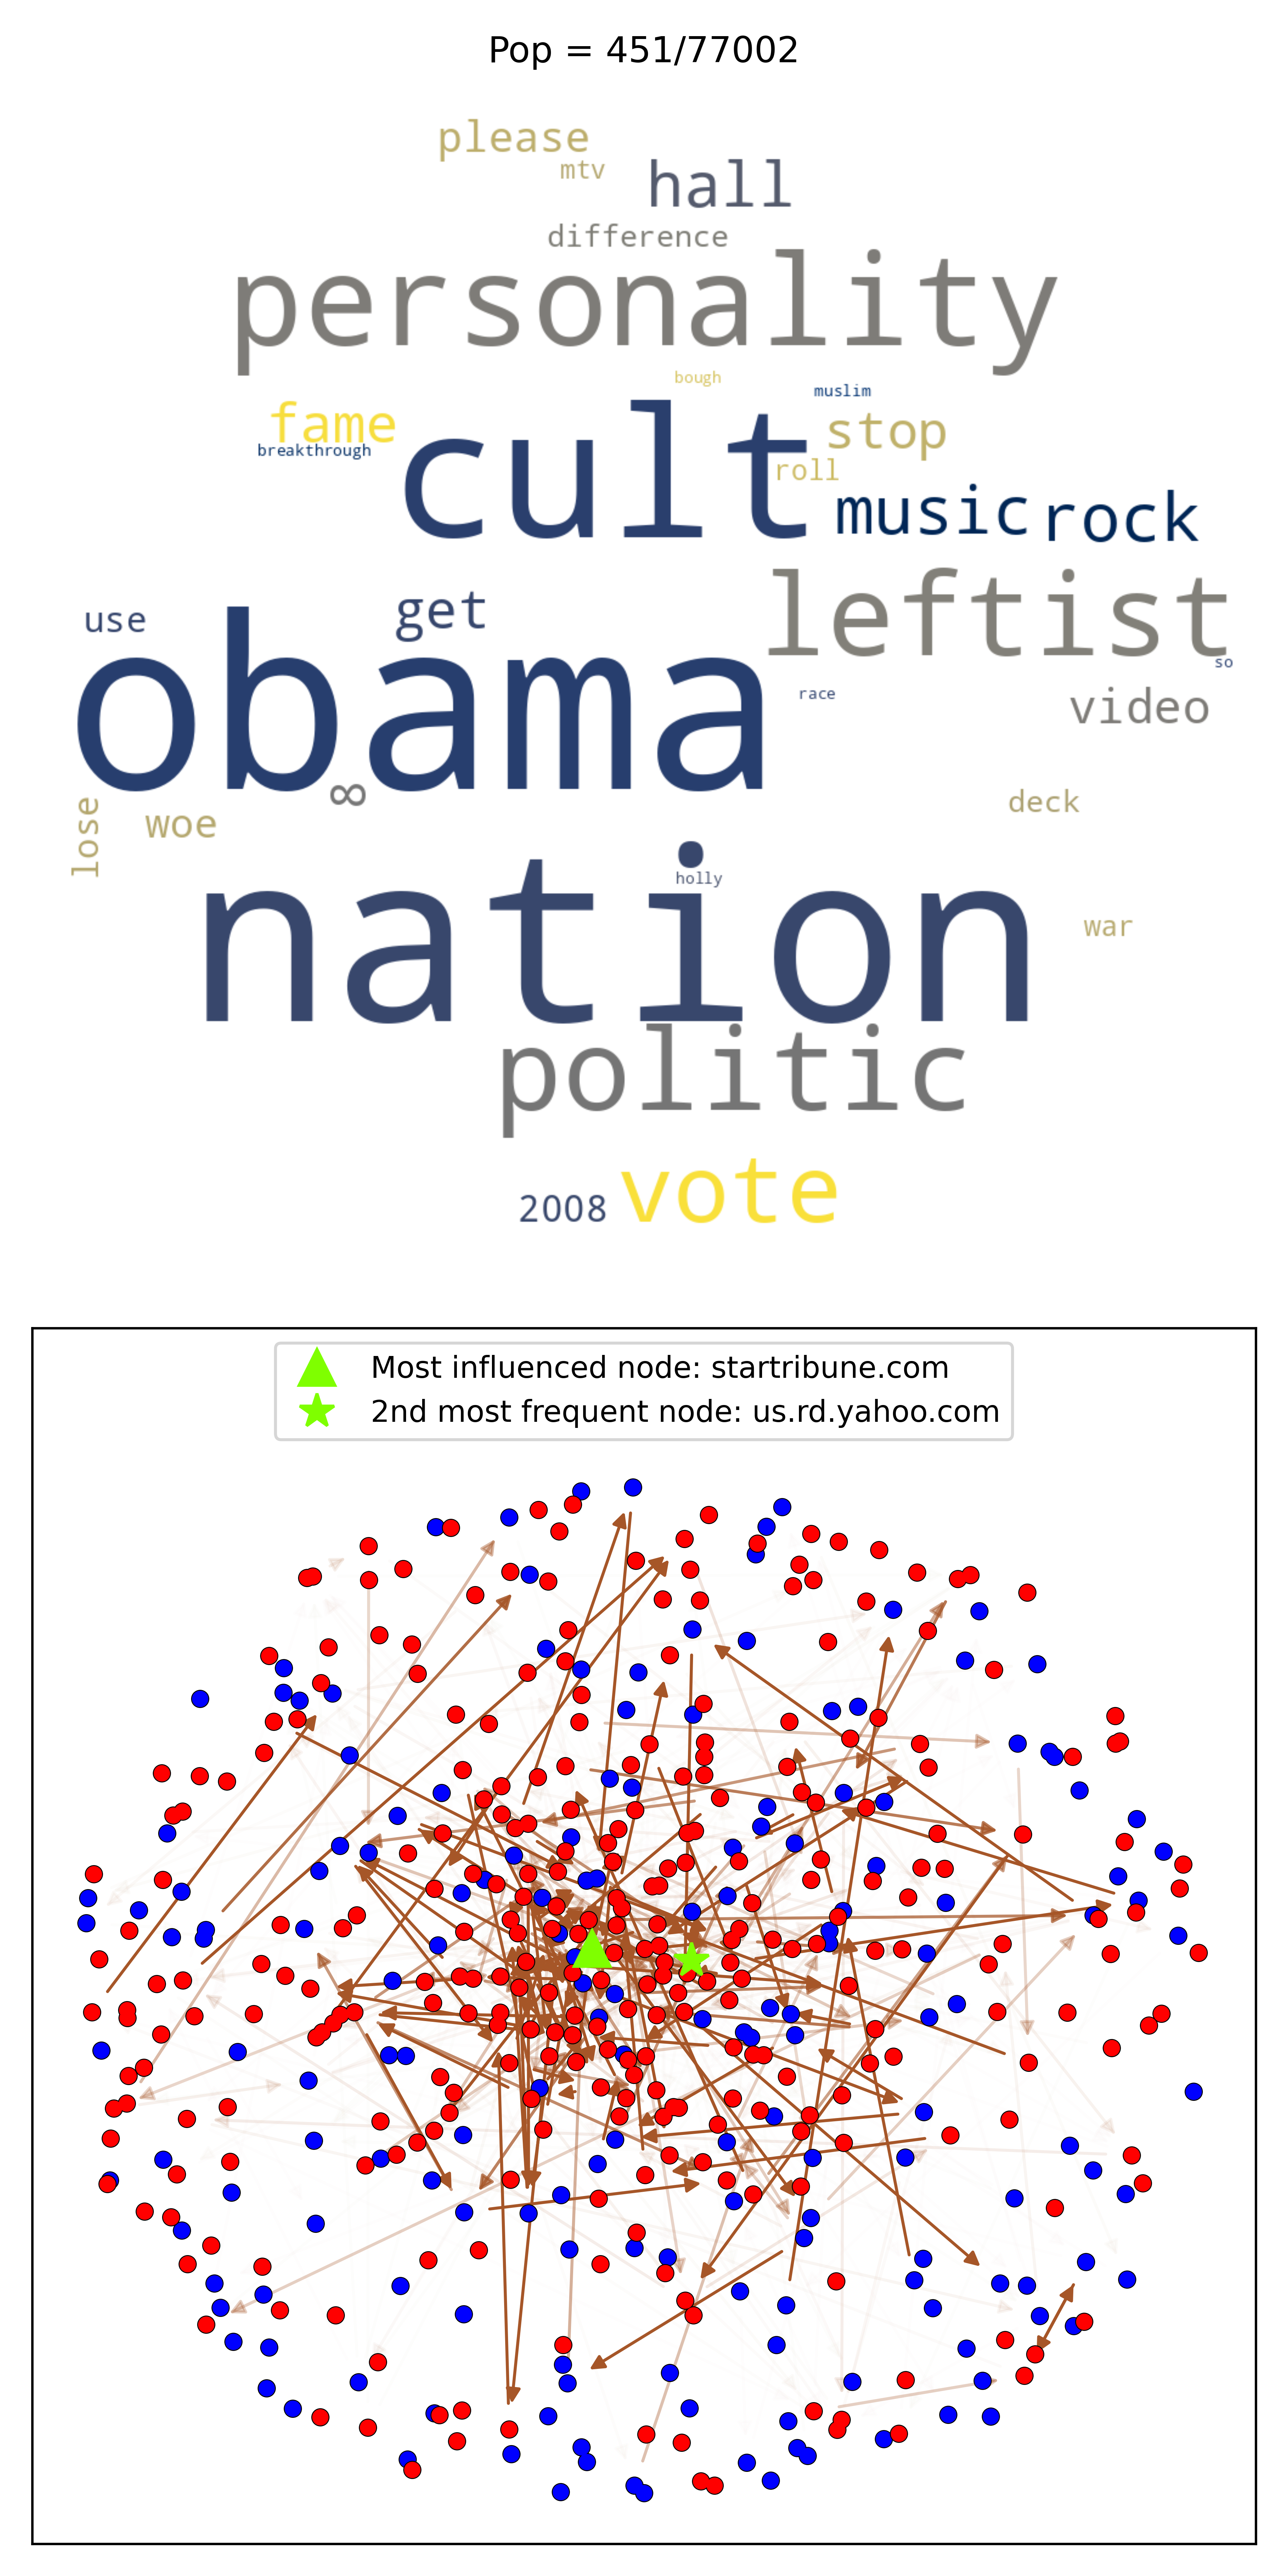 Pop = 451/77002
please
mtv
hall
difference
personality
bough
muslim
fame
stop
breakthrough
cult
roll
music
rock
leftist
use
get
so
obama
race
video
∞
deck
lose
woe
holly
nation
war
politic
2008
vote
Most influenced node: startribune.com
2nd most frequent node: us.rd.yahoo.com